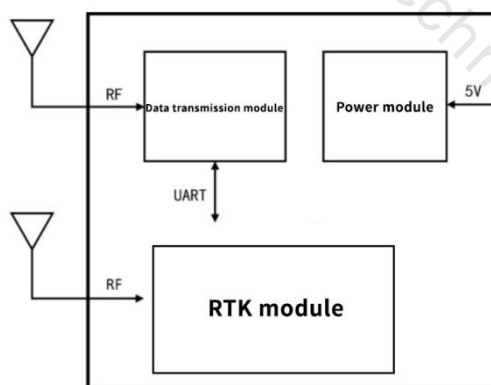 RF
Data transmission module
Power module
5V
UART
RF
RTK module